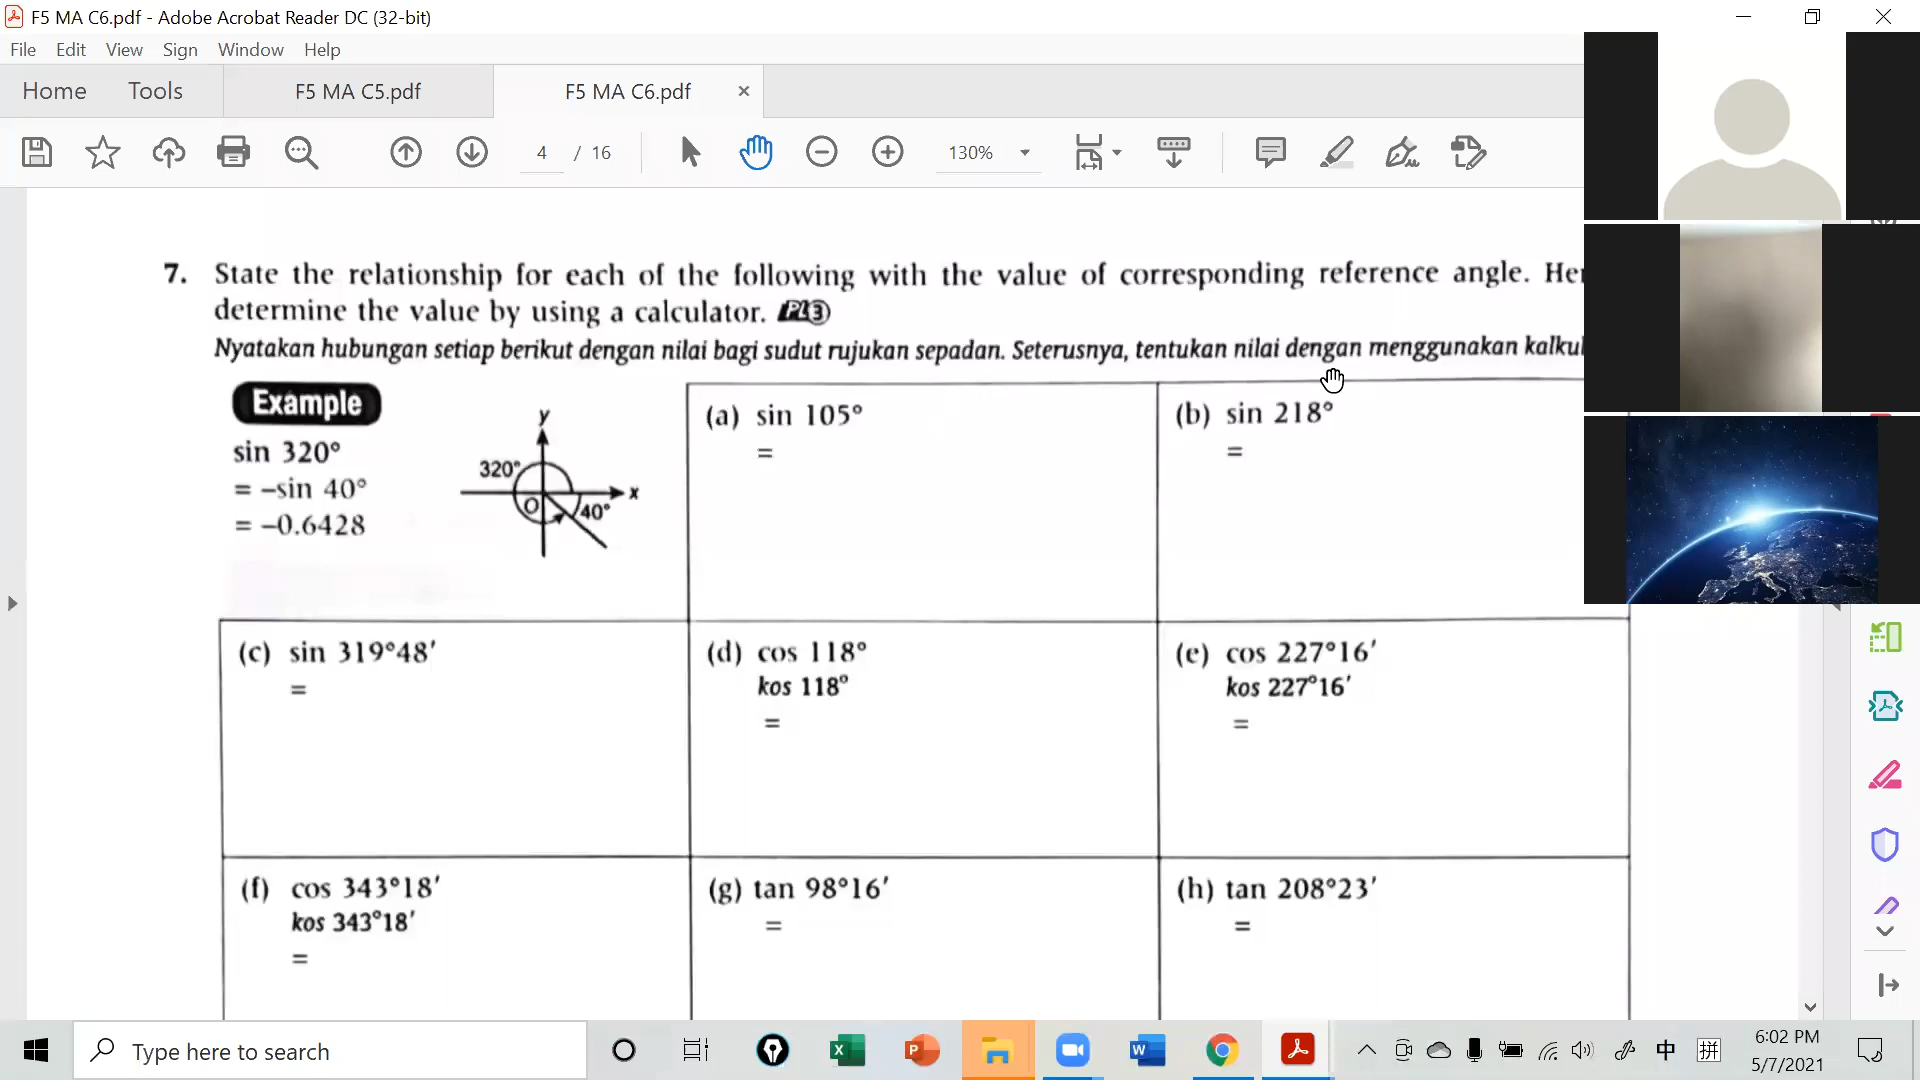 F5 MA C6.pdf - Adobe Acrobat Reader DC (32-bit)
File Edit View Sign Window Help
Home Tools F5 MA C5.pdf F5 MA C6.pdf ×
4 / 16 130%
7. State the relationship for each of the following with the value of corresponding reference angle.
determine the value by using a calculator. PL3
Nyatakan hubungan setiap berikut dengan nilai bagi sudut rujukan sepadan. Seterusnya, tentukan nilai dengan menggunakan
Example
sin 320°
= –sin 40°
= –0.6428
y
320°
x
O
40°
(a) sin 105°
=
(b) sin 218°
=
(c) sin 319°48′
=
(d) cos 118°
kos 118°
=
(e) cos 227°16′
kos 227°16′
=
(f) cos 343°18′
kos 343°18′
=
(g) tan 98°16′
=
(h) tan 208°23′
=
Type here to search
中 拼
6:02 PM
5/7/2021